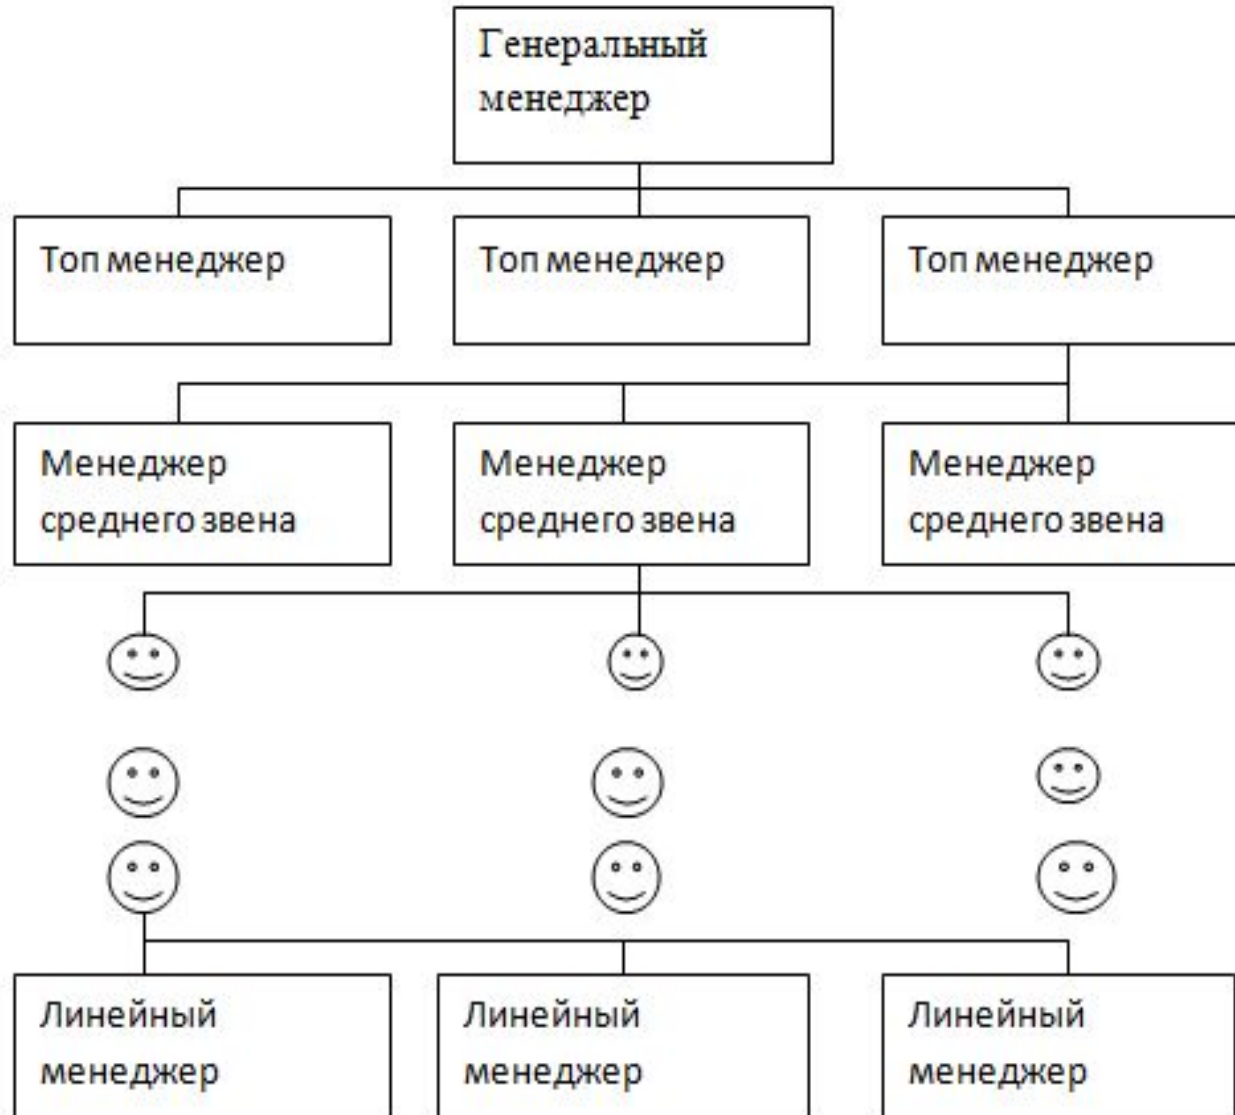 Генеральный
менеджер
Топ менеджер
Топ менеджер
Топ менеджер
Менеджер
среднего звена
Менеджер
среднего звена
Менеджер
среднего звена
Линейный
менеджер
Линейный
менеджер
Линейный
менеджер